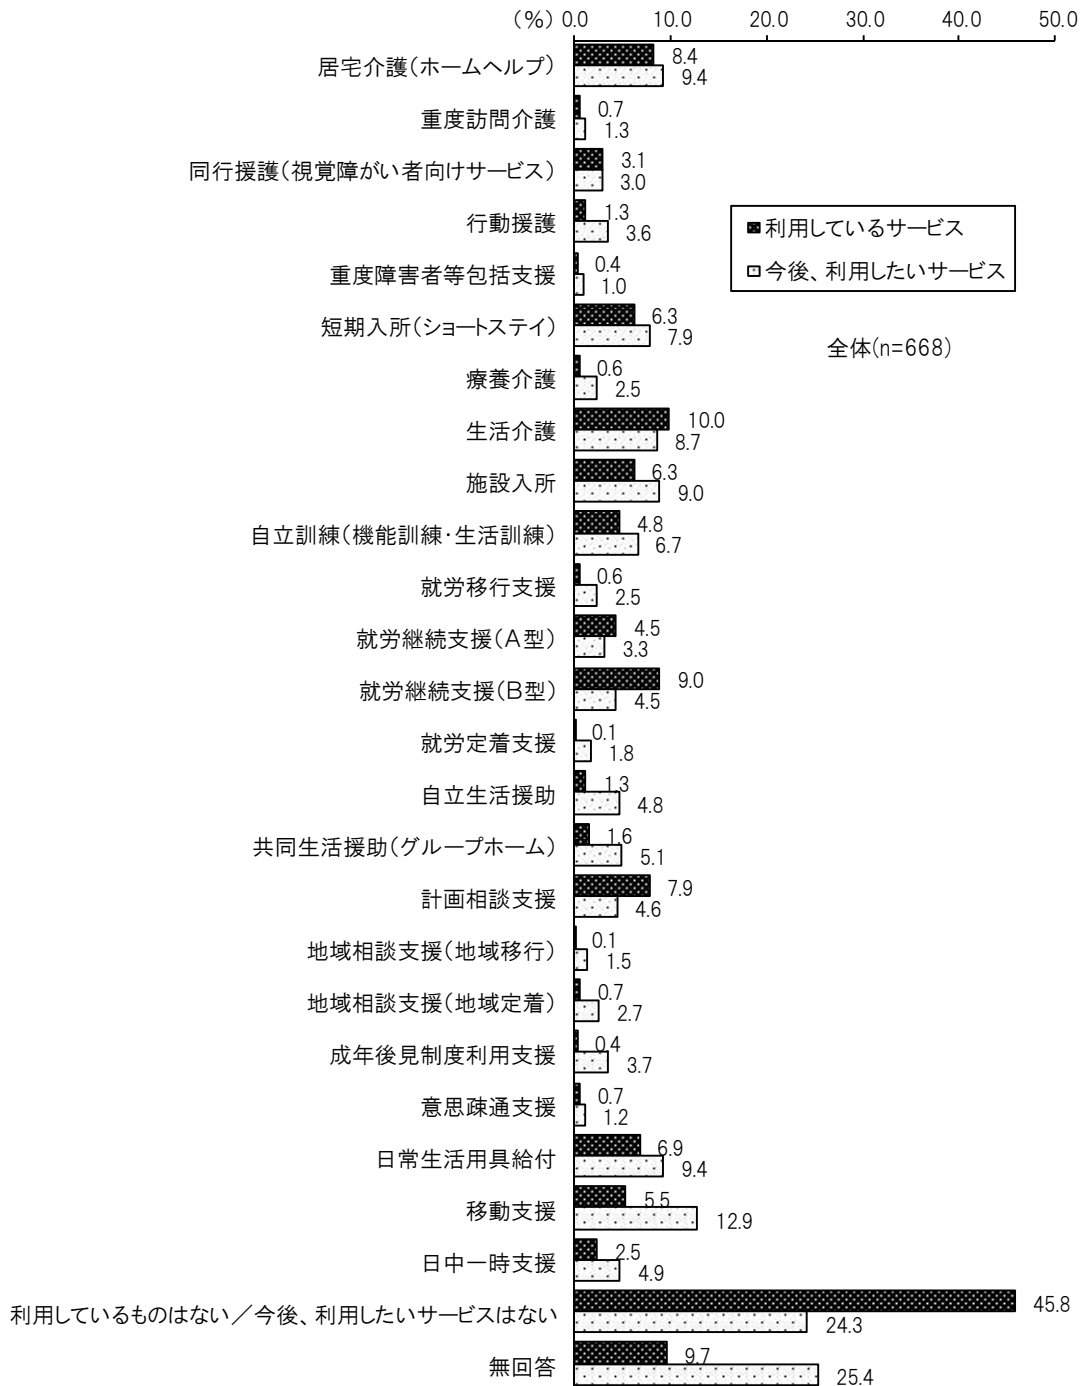 (%) 0.0 10.0 20.0 30.0 40.0 50.0
居宅介護(ホームヘルプ) 8.4
9.4
重度訪問介護 0.7
1.3
同行援護(視覚障がい者向けサービス) 3.1
3.0
行動援護 1.3
3.6
利用しているサービス
今後、利用したいサービス
重度障害者等包括支援 0.4
1.0
短期入所(ショートステイ) 6.3
7.9
全体(n=668)
療養介護 0.6
2.5
生活介護 10.0
8.7
施設入所 6.3
9.0
自立訓練(機能訓練・生活訓練) 4.8
6.7
就労移行支援 0.6
2.5
就労継続支援(A型) 4.5
3.3
就労継続支援(B型) 9.0
4.5
就労定着支援 0.1
1.8
自立生活援助 1.3
4.8
共同生活援助(グループホーム) 1.6
5.1
計画相談支援 7.9
4.6
地域相談支援(地域移行) 0.1
1.5
地域相談支援(地域定着) 0.7
2.7
成年後見制度利用支援 0.4
3.7
意思疎通支援 0.7
1.2
日常生活用具給付 6.9
9.4
移動支援 5.5
12.9
日中一時支援 2.5
4.9
利用しているものはない/今後、利用したいサービスはない 45.8
24.3
無回答 9.7
25.4